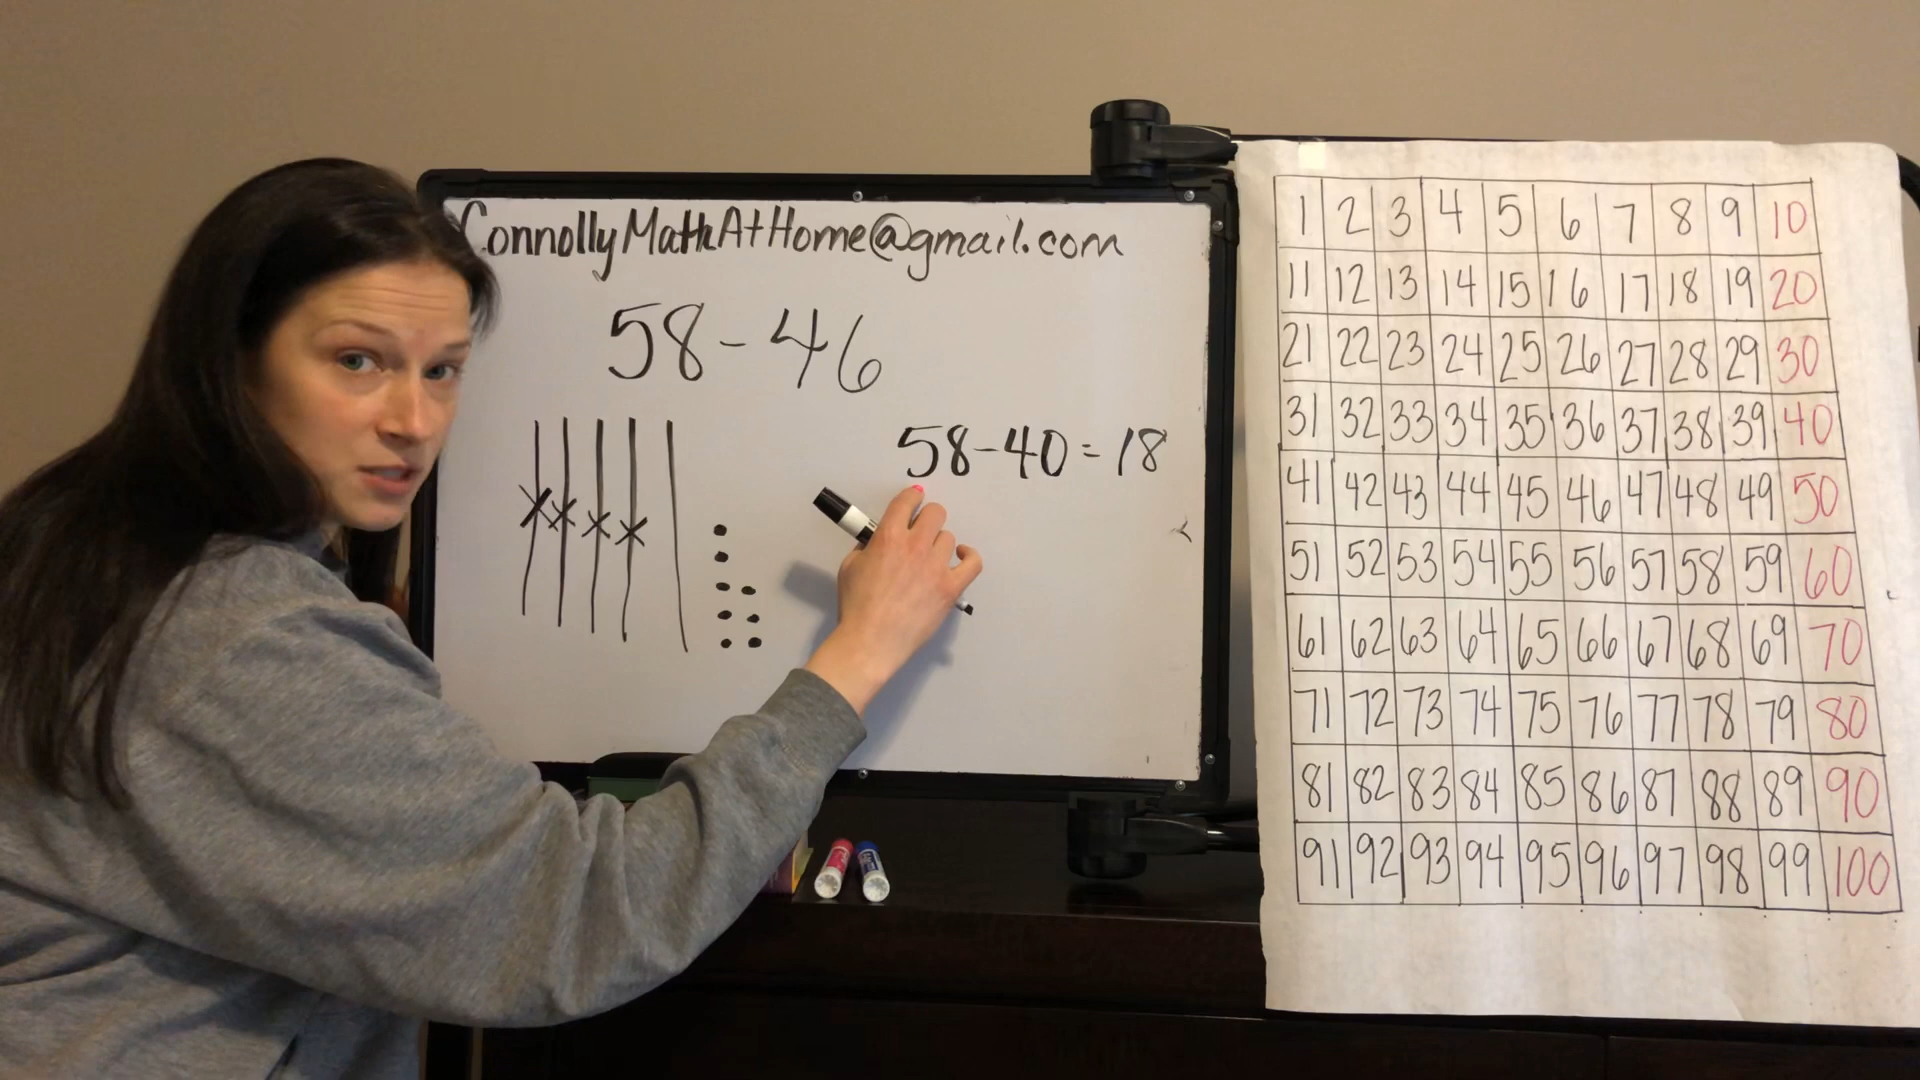 ConnollyMathAtHome@gmail.com
58-46
58-40=18
1 2 3 4 5 6 7 8 9 10
11 12 13 14 15 16 17 18 19 20
21 22 23 24 25 26 27 28 29 30
31 32 33 34 35 36 37 38 39 40
41 42 43 44 45 46 47 48 49 50
51 52 53 54 55 56 57 58 59 60
61 62 63 64 65 66 67 68 69 70
71 72 73 74 75 76 77 78 79 80
81 82 83 84 85 86 87 88 89 90
91 92 93 94 95 96 97 98 99 100